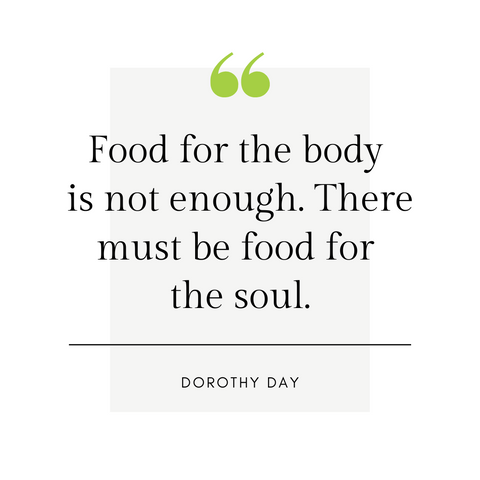 “
Food for the body
is not enough. There
must be food for
the soul.
DOROTHY DAY